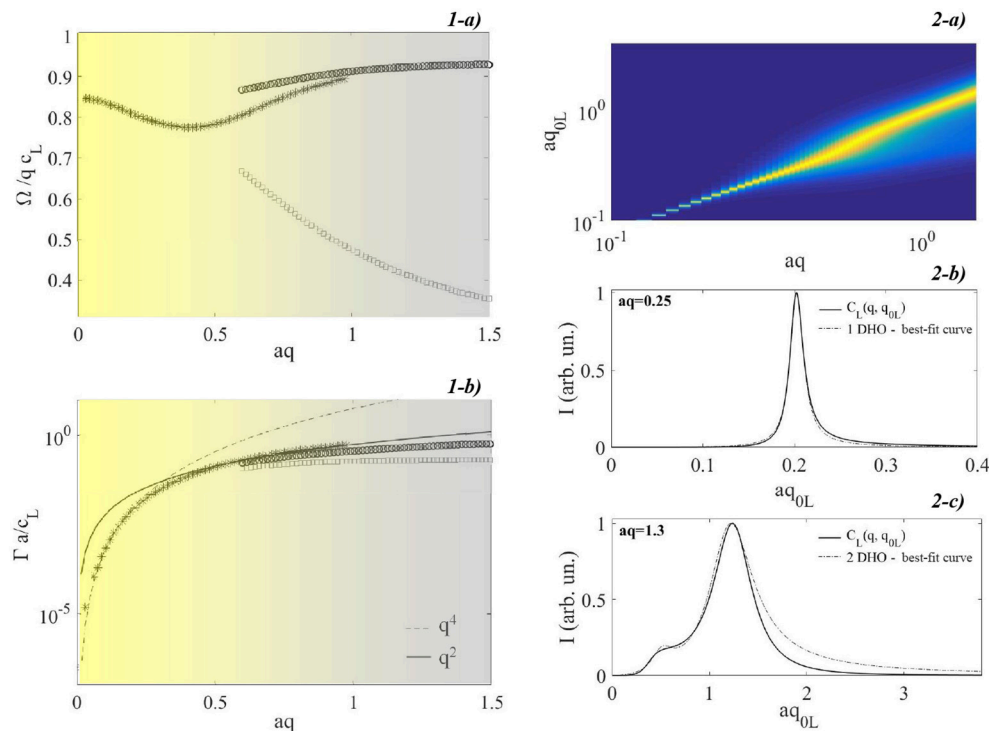 1-a)
1
0.9
0.8
0.7
0.6
0.5
0.4
Ω/q c_L
0
0.5
1
1.5
aq
1-b)
10^0
10^-5
Γ a/c_L
q^4
q^2
0
0.5
1
1.5
aq
2-a)
aq_0L
10^0
10^-1
10^-1
10^0
aq
2-b)
aq=0.25
C_L(q, q_0L)
1 DHO - best-fit curve
I (arb. un.)
1
0.5
0
0
0.1
0.2
0.3
0.4
aq_0L
2-c)
aq=1.3
C_L(q, q_0L)
2 DHO - best-fit curve
I (arb. un.)
1
0.5
0
0
1
2
3
aq_0L